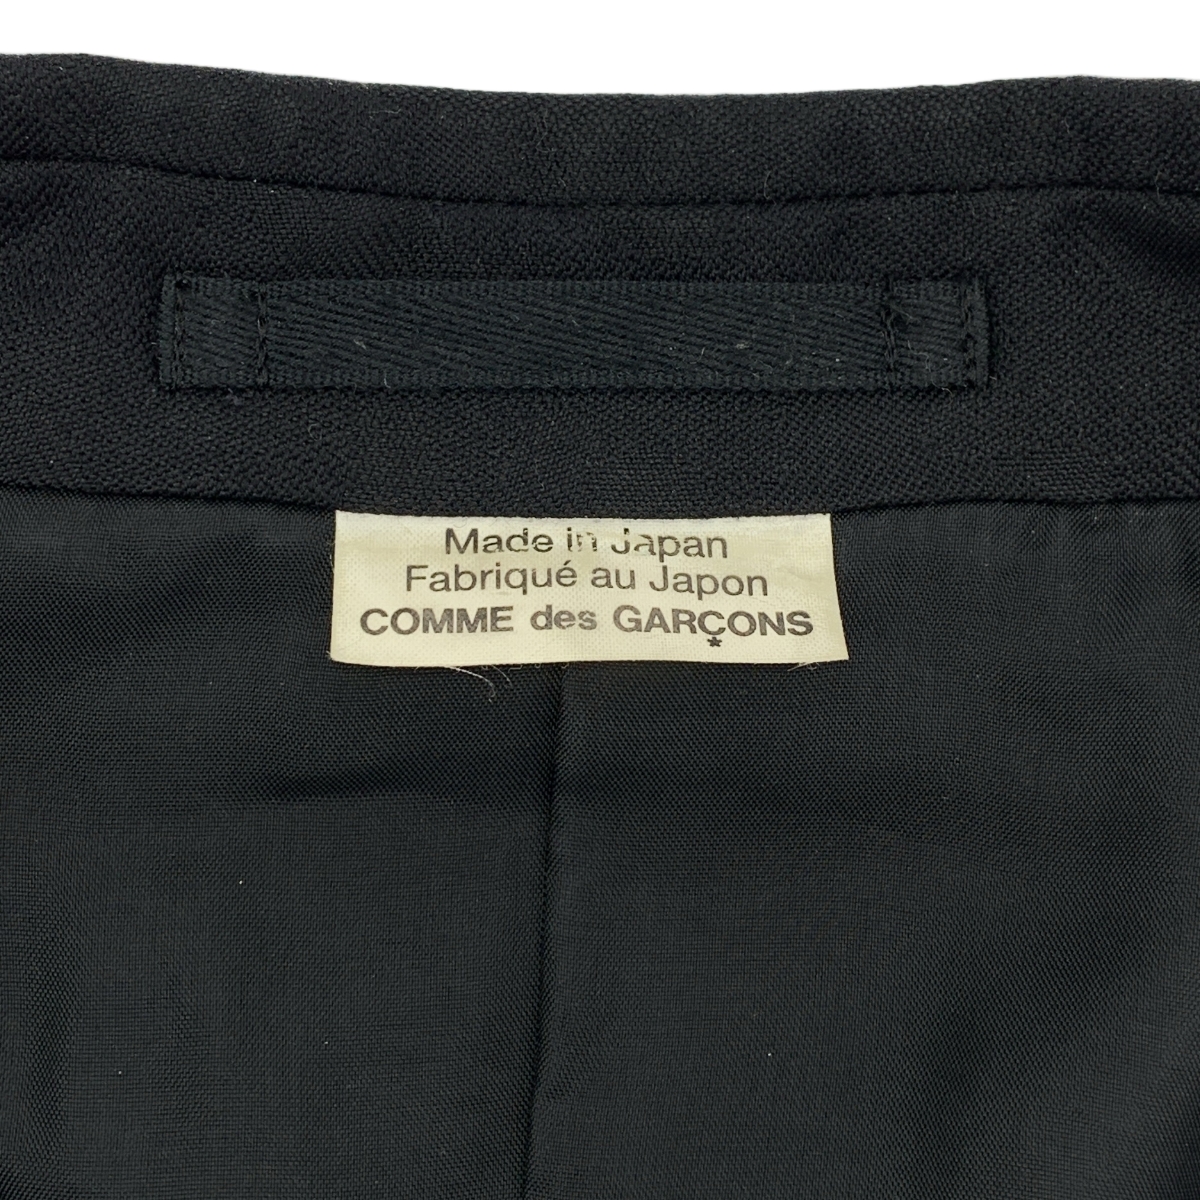 Made in Japan
Fabriqué au Japon
COMME des GARÇONS
*